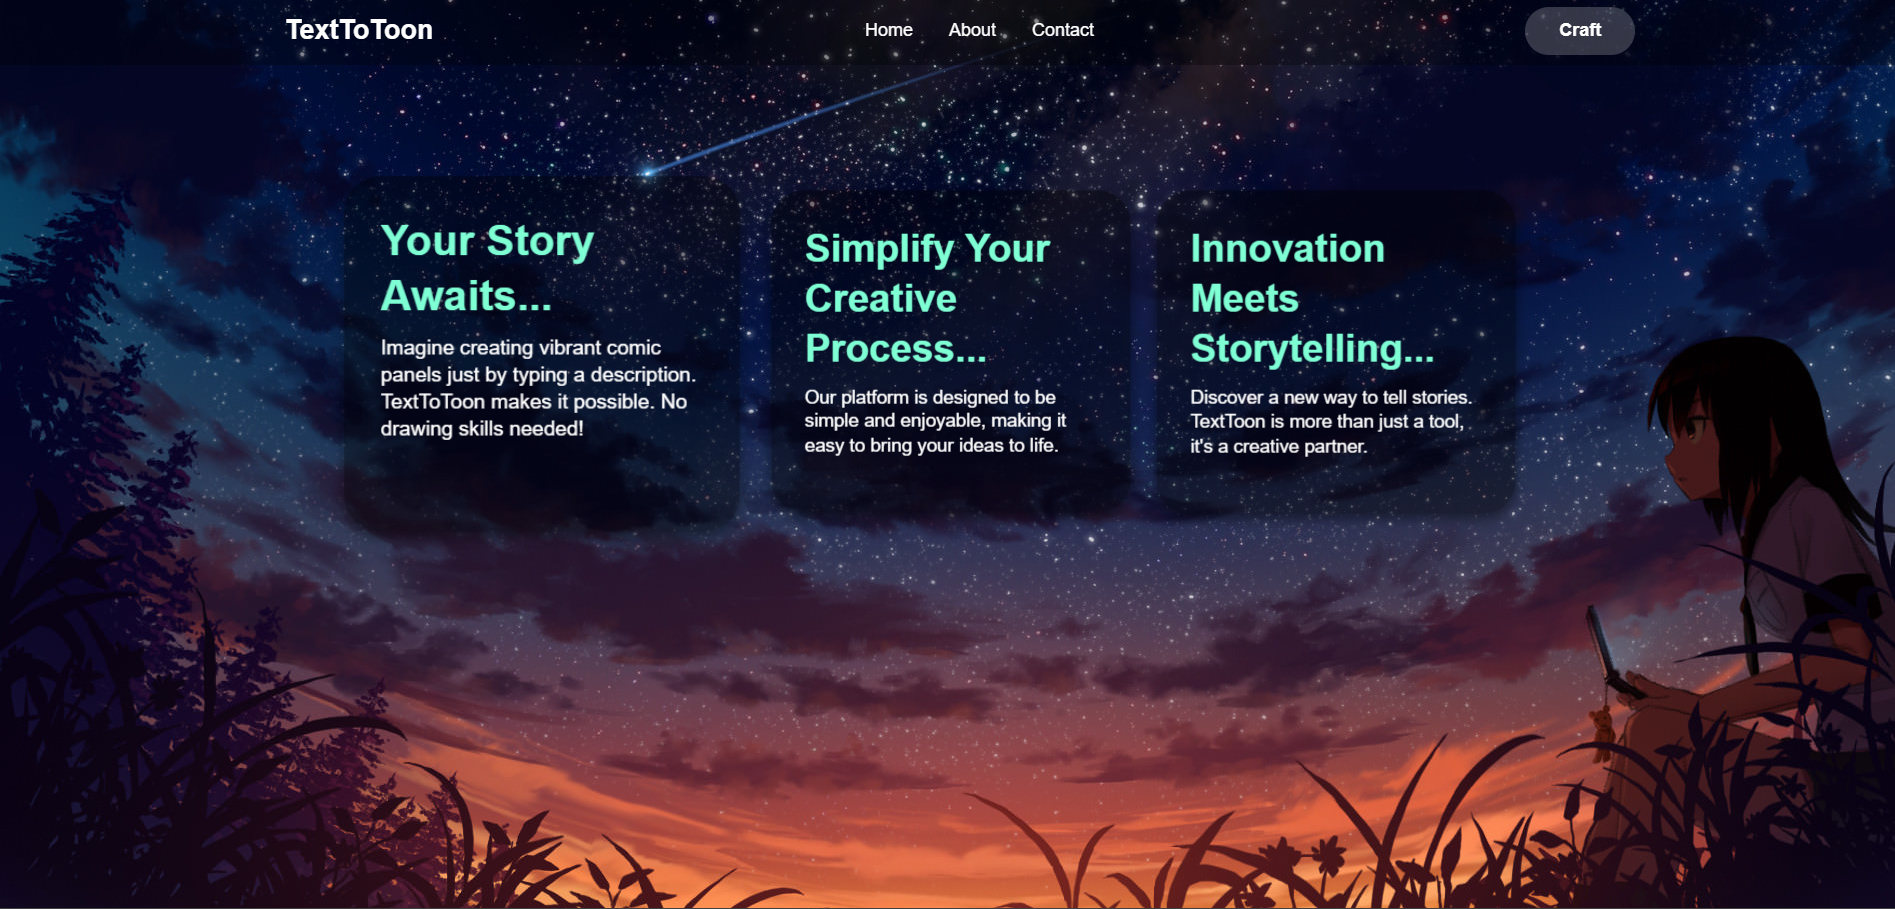 TextToToon
Home
About
Contact
Craft
Your Story
Awaits...
Imagine creating vibrant comic
panels just by typing a description.
TextToToon makes it possible. No
drawing skills needed!
Simplify Your
Creative
Process...
Our platform is designed to be
simple and enjoyable, making it
easy to bring your ideas to life.
Innovation
Meets
Storytelling...
Discover a new way to tell stories.
TextToon is more than just a tool,
it's a creative partner.